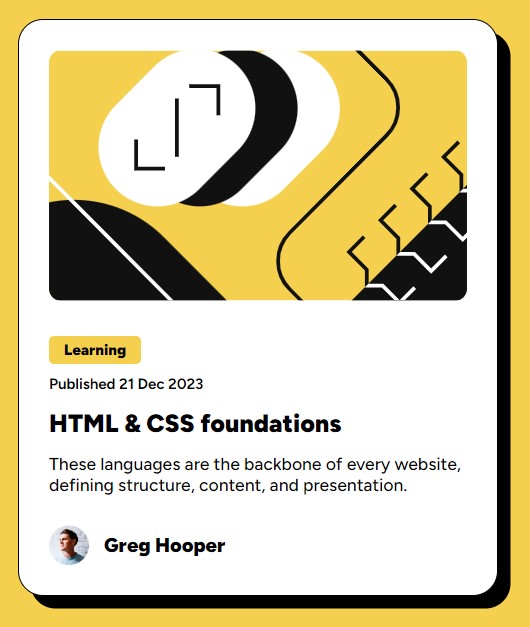 Learning
Published 21 Dec 2023
HTML & CSS foundations
These languages are the backbone of every website,
defining structure, content, and presentation.
Greg Hooper